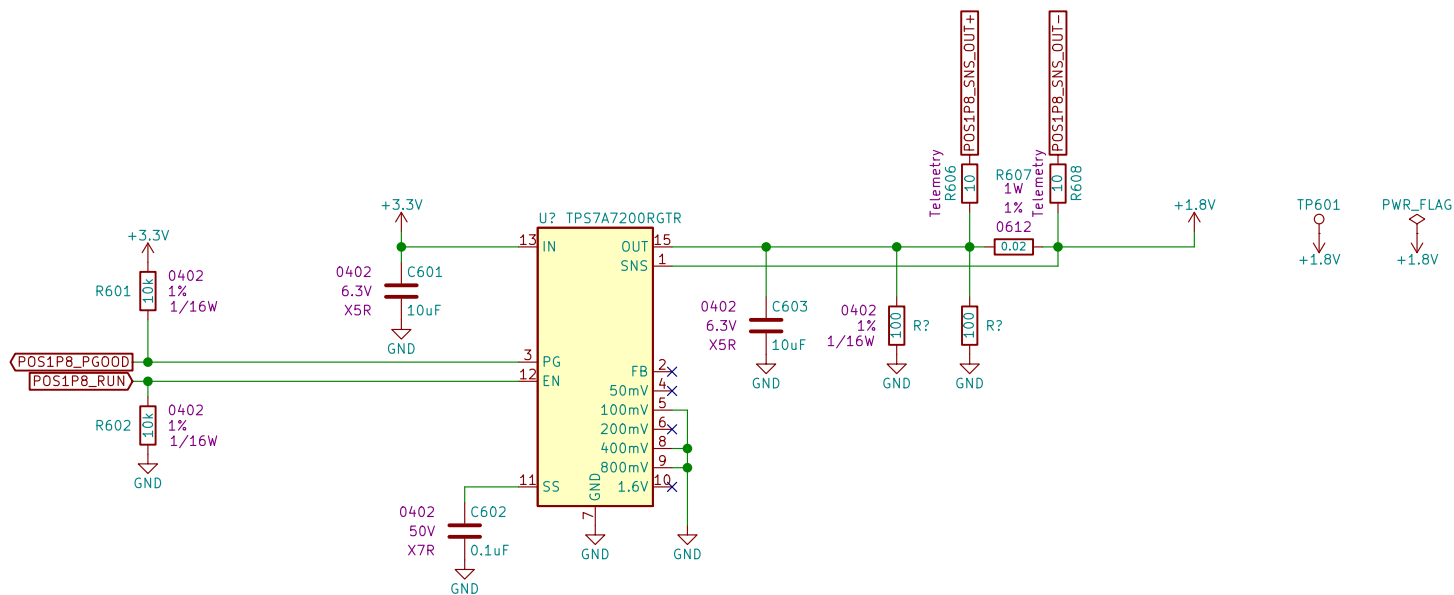 POS1P8_SNS_OUT+
POS1P8_SNS_OUT-
Telemetry
R606
10
R607
1W
1%
0612
0.02
Telemetry
10
R608
+1.8V
TP601
+1.8V
PWR_FLAG
+1.8V
+3.3V
R601
10k
0402
1%
1/16W
POS1P8_PGOOD
POS1P8_RUN
R602
10k
0402
1%
1/16W
GND
+3.3V
0402
6.3V
X5R
C601
10uF
GND
U? TPS7A7200RGTR
13 IN
3 PG
12 EN
11 SS
OUT 15
SNS 1
FB 2
50mV 4
100mV 5
200mV 6
400mV 8
800mV 9
1.6V 10
GND
7
GND
GND
0402
50V
X7R
C602
0.1uF
GND
0402
6.3V
X5R
C603
10uF
GND
0402
1%
1/16W
100
R?
GND
100
R?
GND